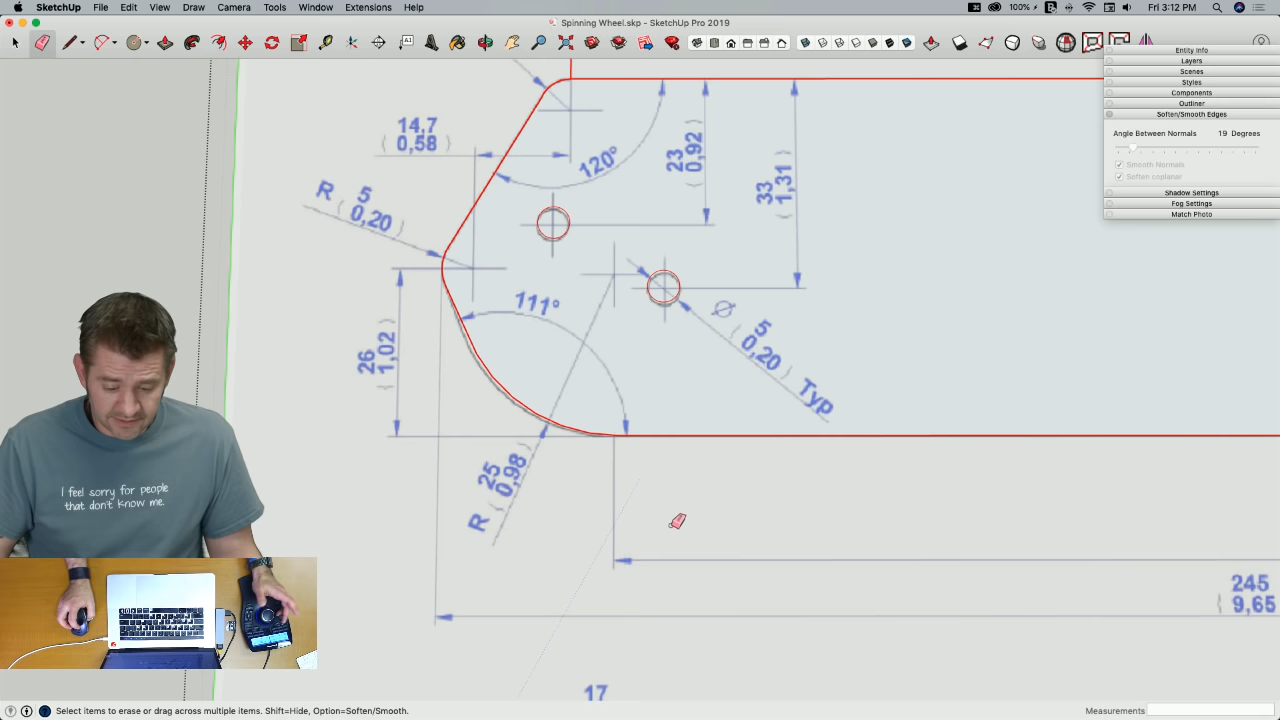 SketchUp File Edit View Draw Camera Tools Window Extensions Help
100% Fri 3:12 PM
Spinning Wheel.skp - SketchUp Pro 2019
Entity Info
Layers
Scenes
Styles
Components
Outliner
Soften/Smooth Edges
Angle Between Normals 19 Degrees
Smooth Normals
Soften coplanar
Shadow Settings
Fog Settings
Match Photo
14,7
( 0,58 )
120°
23
( 0,92 )
33
( 1,31 )
R 5
( 0,20 )
111°
26
( 1,02 )
Ø 5
( 0,20 ) Typ
R 25
( 0,98 )
245
( 9,65
17
I feel sorry for people
that don't know me.
Select items to erase or drag across multiple items. Shift=Hide, Option=Soften/Smooth.
Measurements